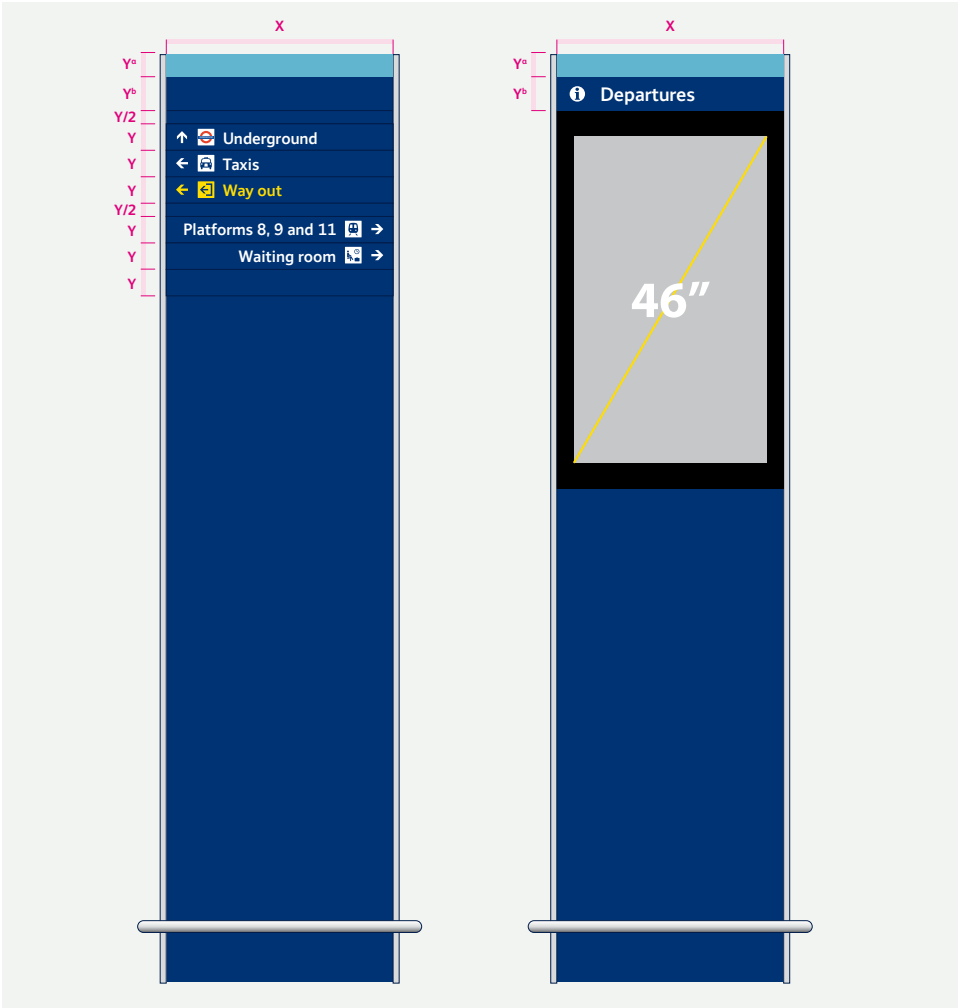 X
Yᵃ
Yᵇ
Y/2
Y
Underground
Y
Taxis
Y
Way out
Y/2
Y
Platforms 8, 9 and 11
Y
Waiting room
Y
X
Yᵃ
Yᵇ
Departures
46”